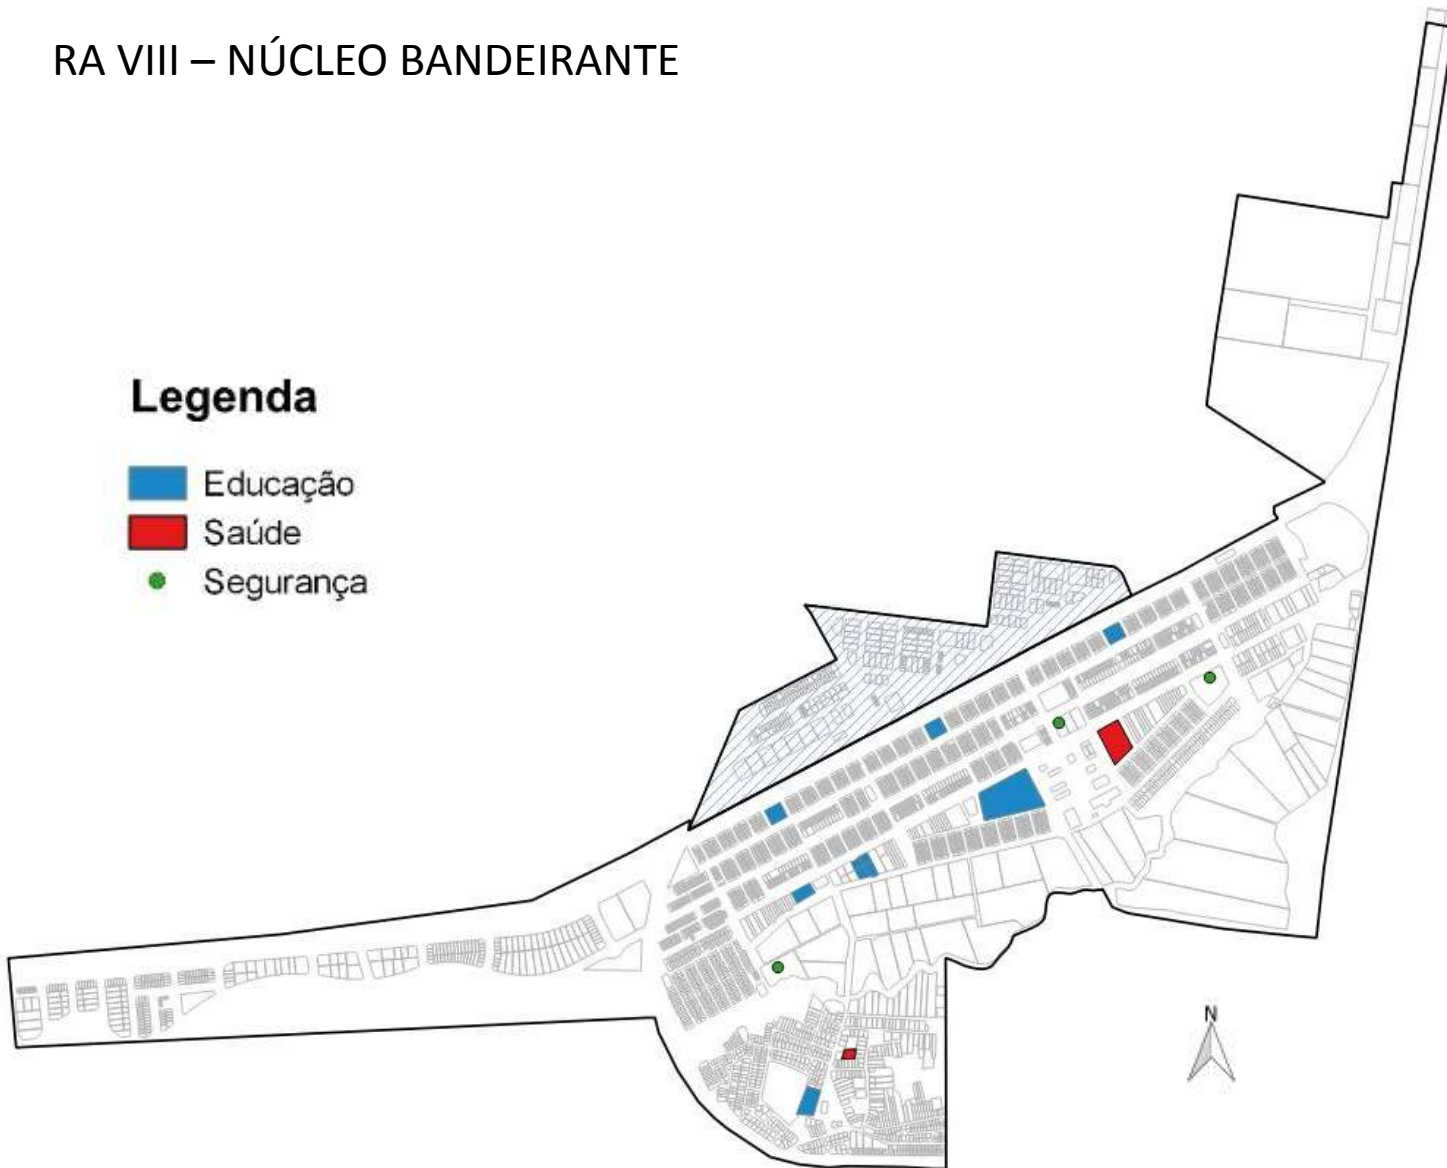 RA VIII – NÚCLEO BANDEIRANTE
Legenda
Educação
Saúde
Segurança
N